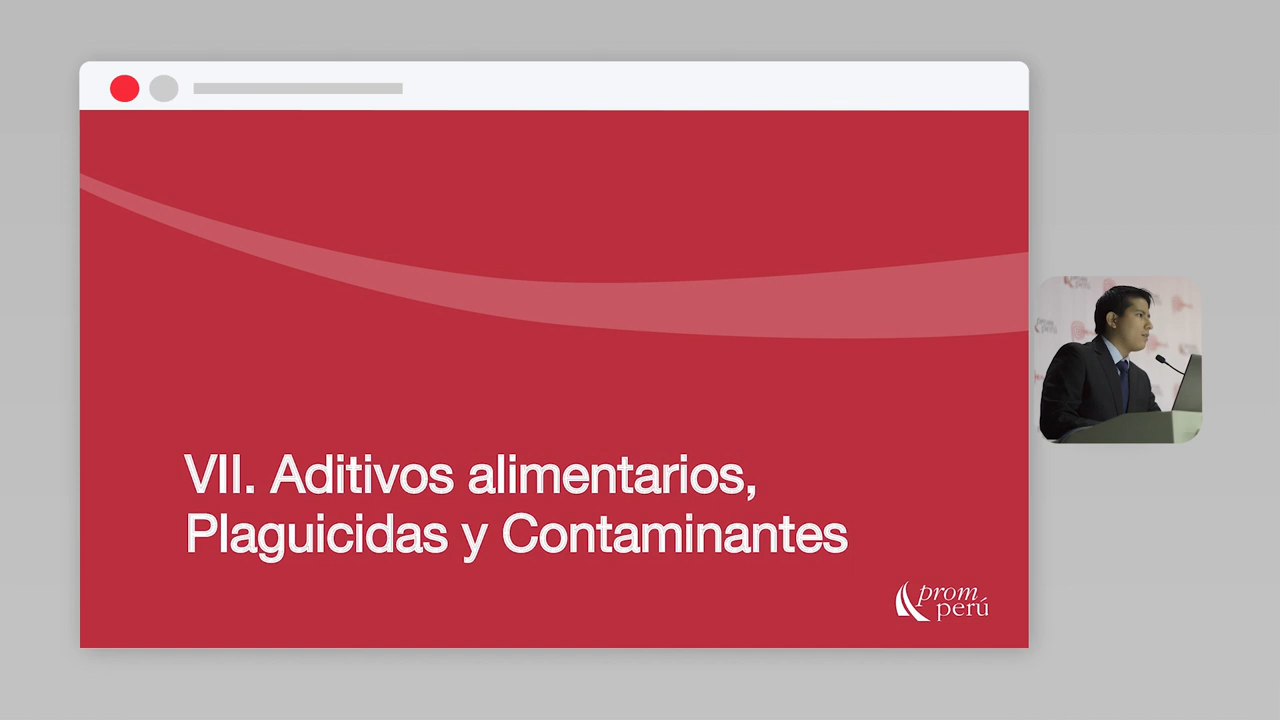 VII. Aditivos alimentarios,
Plaguicidas y Contaminantes
prom
perú